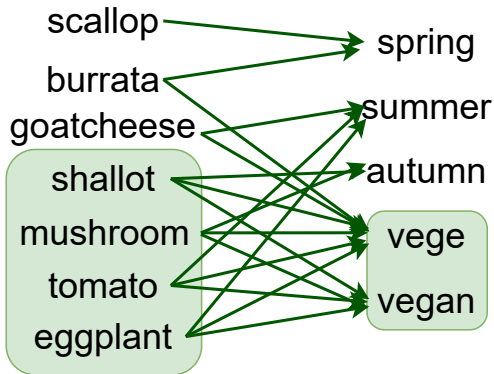 scallop
burrata
goatcheese
shallot
mushroom
tomato
eggplant
spring
summer
autumn
vege
vegan